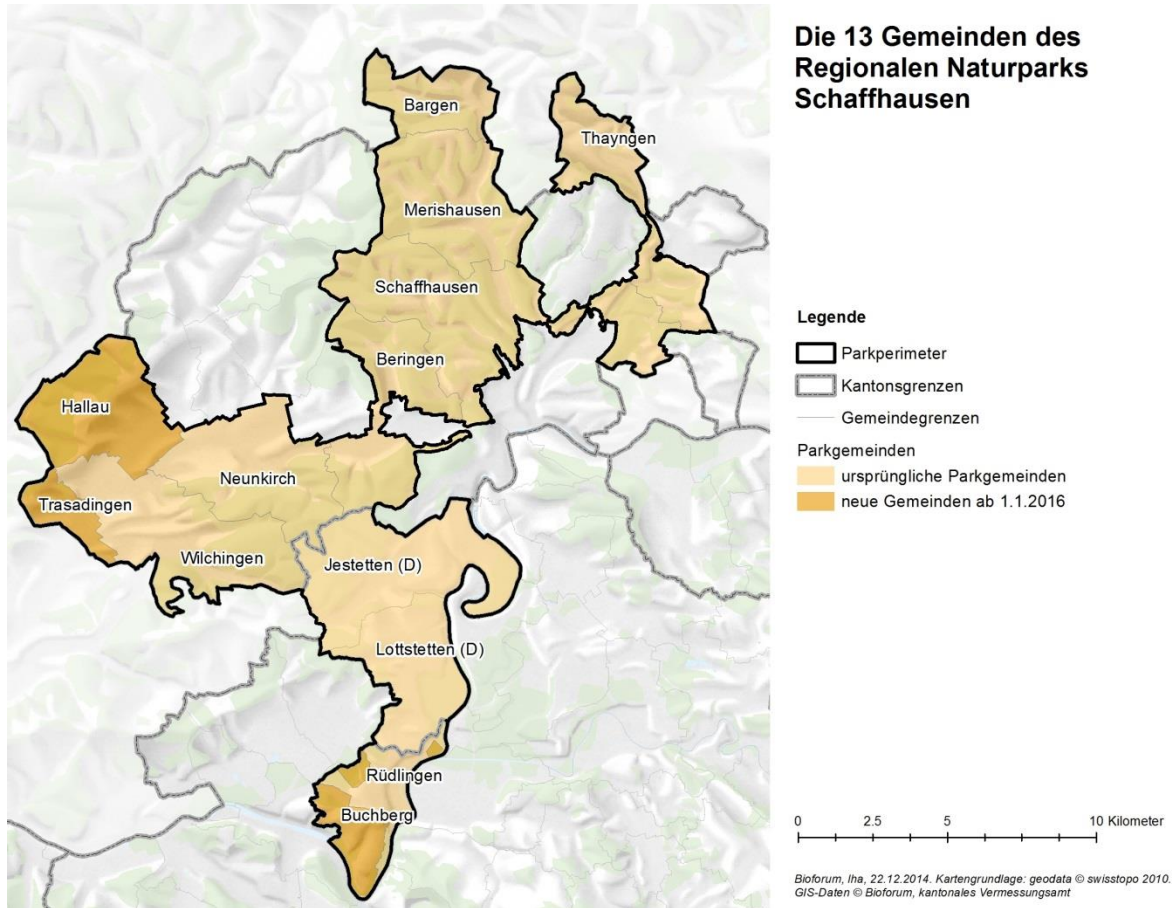 Die 13 Gemeinden des
Regionalen Naturparks
Schaffhausen
Bargen
Thayngen
Merishausen
Schaffhausen
Beringen
Hallau
Neunkirch
Trasadingen
Wilchingen
Jestetten (D)
Lottstetten (D)
Rüdlingen
Buchberg
Legende
Parkperimeter
Kantonsgrenzen
Gemeindegrenzen
Parkgemeinden
ursprüngliche Parkgemeinden
neue Gemeinden ab 1.1.2016
0 2.5 5 10 Kilometer
Bioforum, lha, 22.12.2014. Kartengrundlage: geodata © swisstopo 2010.
GIS-Daten © Bioforum, kantonales Vermessungsamt